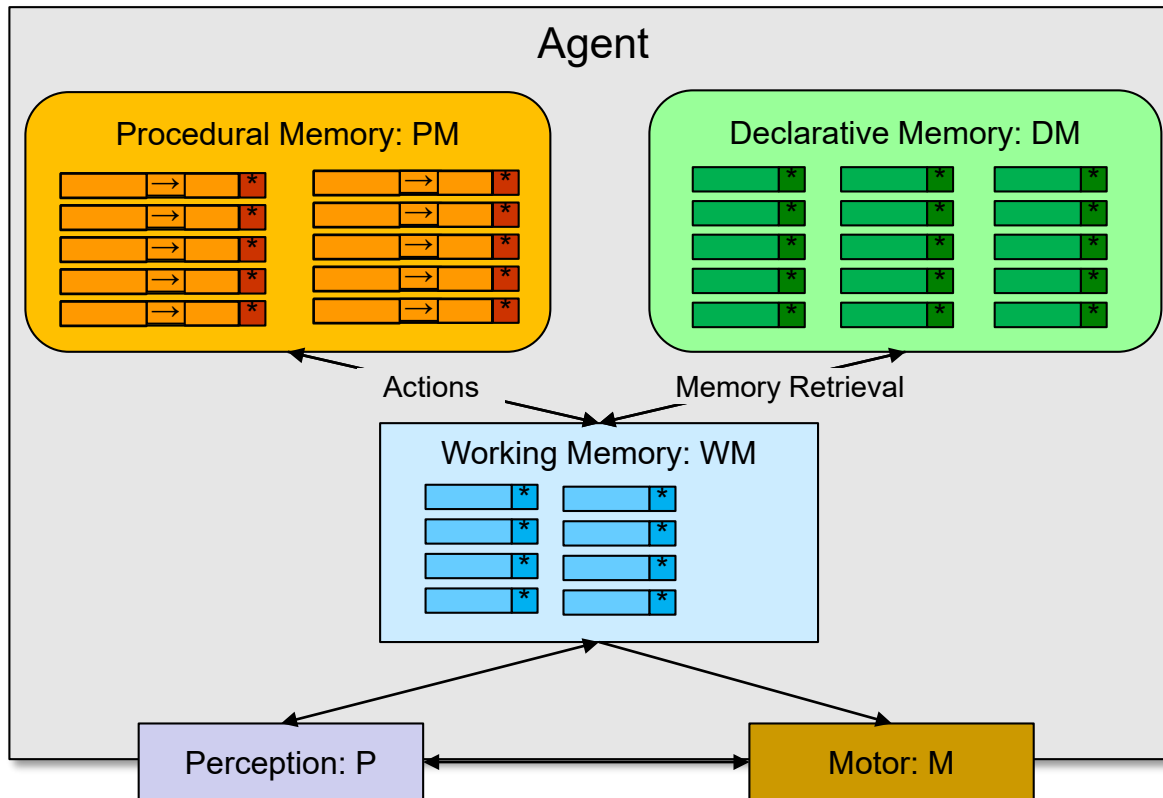 Agent
Procedural Memory: PM
→ * → *
→ * → *
→ * → *
→ * → *
→ * → *
Declarative Memory: DM
* * *
* * *
* * *
* * *
* * *
Actions
Memory Retrieval
Working Memory: WM
* *
* *
* *
* *
Perception: P
Motor: M